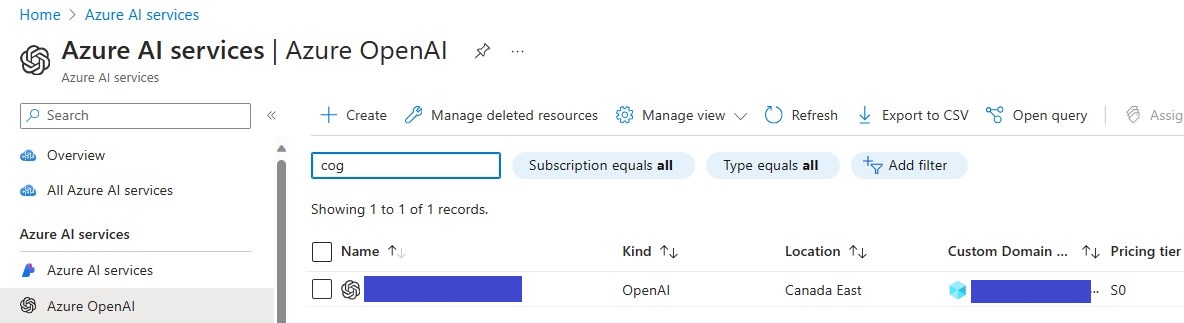 Home > Azure AI services
Azure AI services | Azure OpenAI ...
Azure AI services
Search «
Overview
All Azure AI services
Azure AI services
Azure AI services
Azure OpenAI
+ Create Manage deleted resources Manage view Refresh Export to CSV Open query Assig
cog Subscription equals all Type equals all Add filter
Showing 1 to 1 of 1 records.
Name ↑↓ Kind ↑↓ Location ↑↓ Custom Domain ... ↑↓ Pricing tier
OpenAI Canada East ... S0